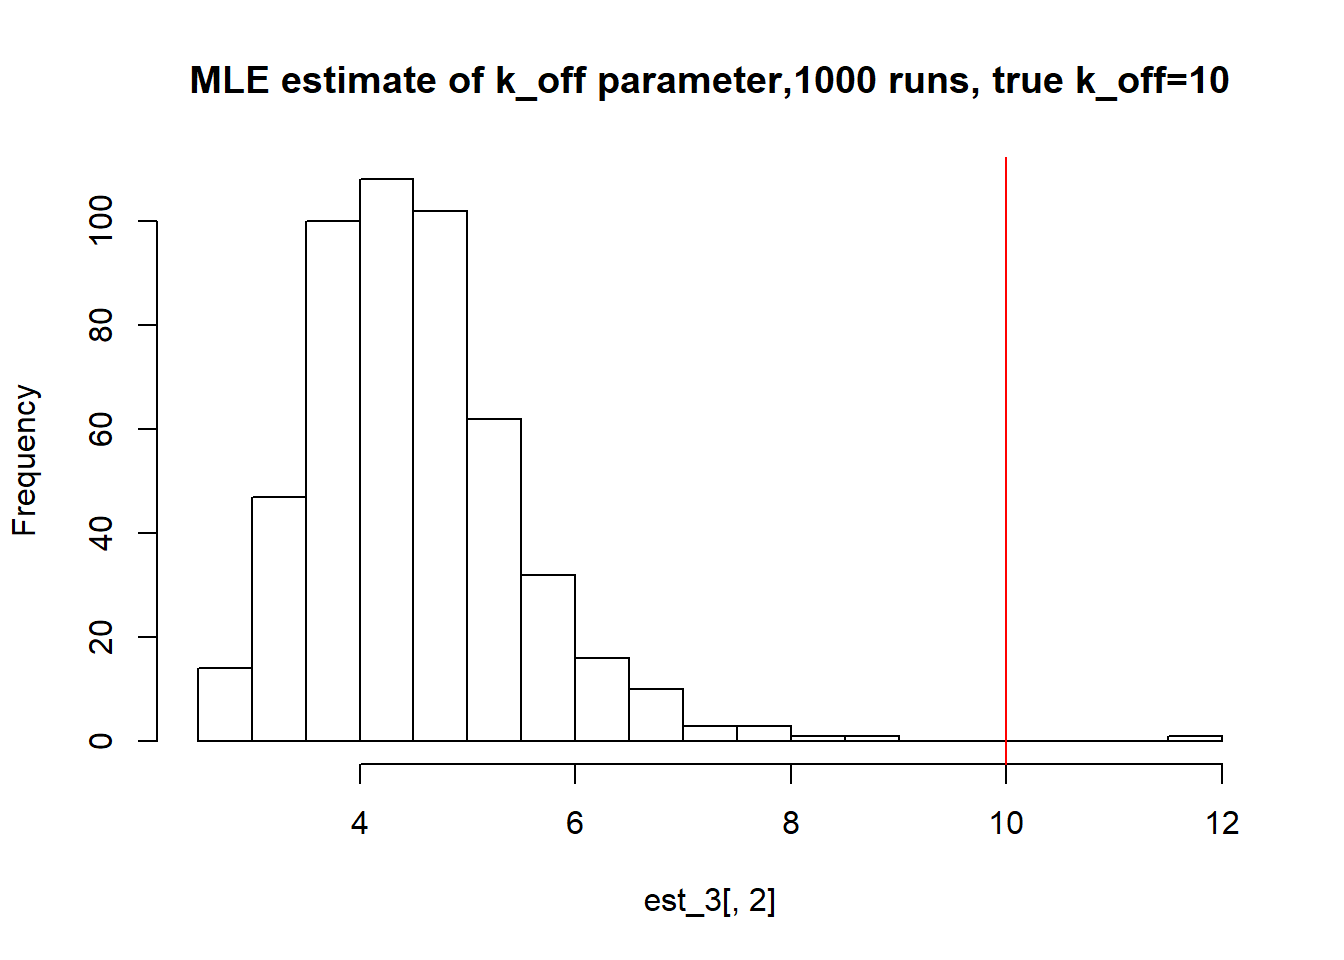 MLE estimate of k_off parameter,1000 runs, true k_off=10
Frequency
100
80
60
40
20
0
4 6 8 10 12
est_3[, 2]